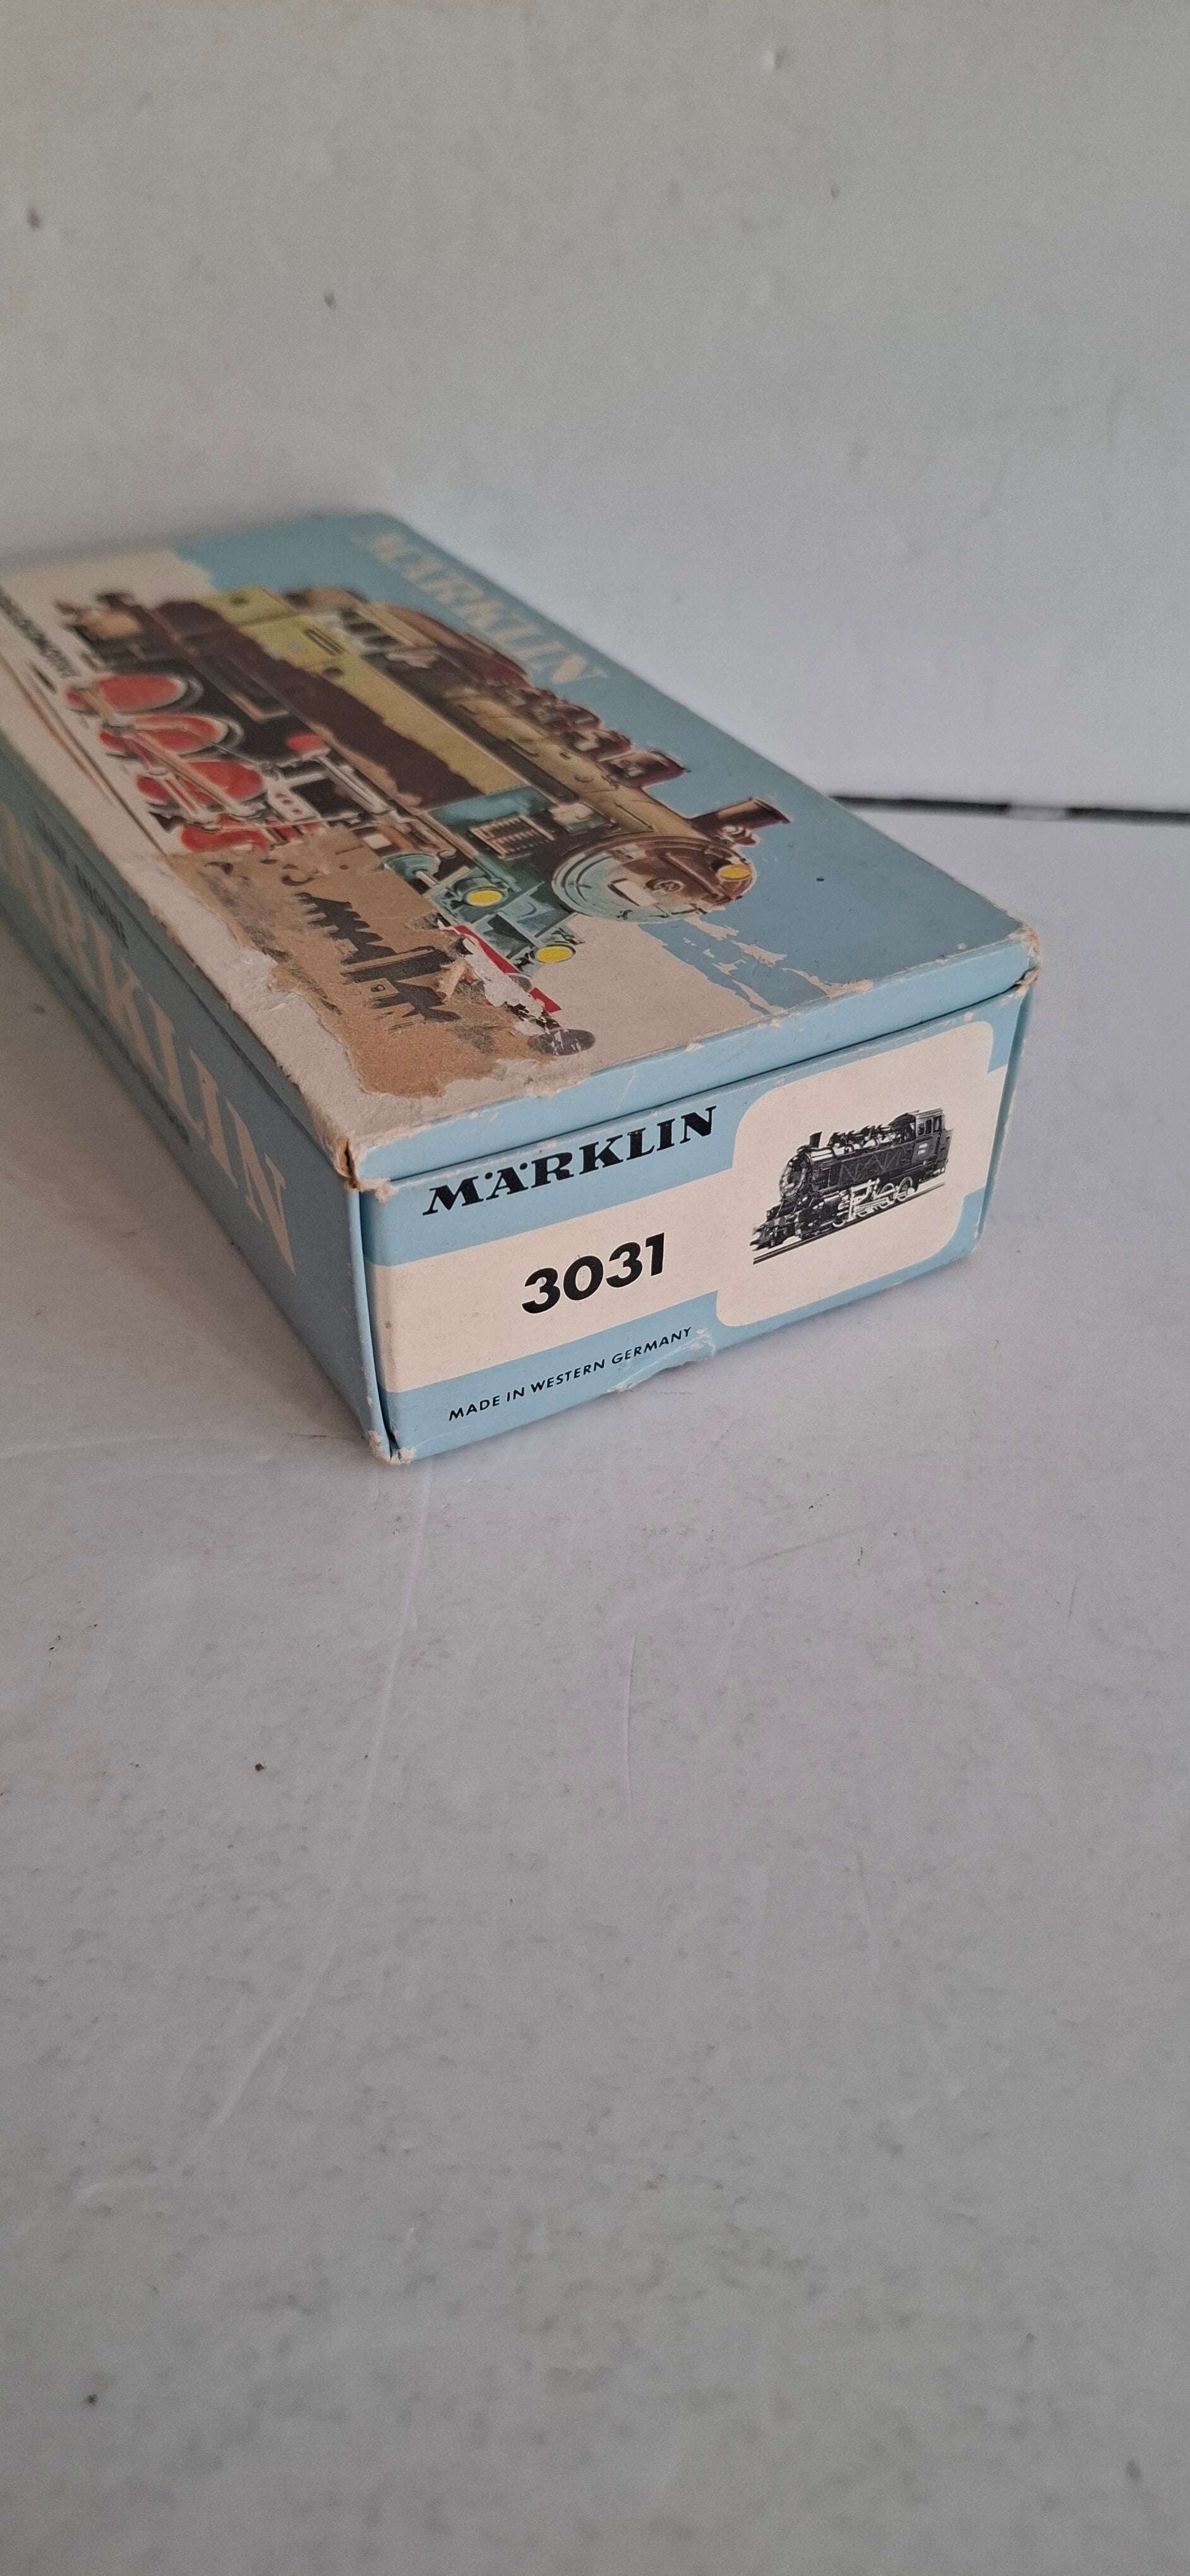 MÄRKLIN
MÄRKLIN
MÄRKLIN
3031
MADE IN WESTERN GERMANY